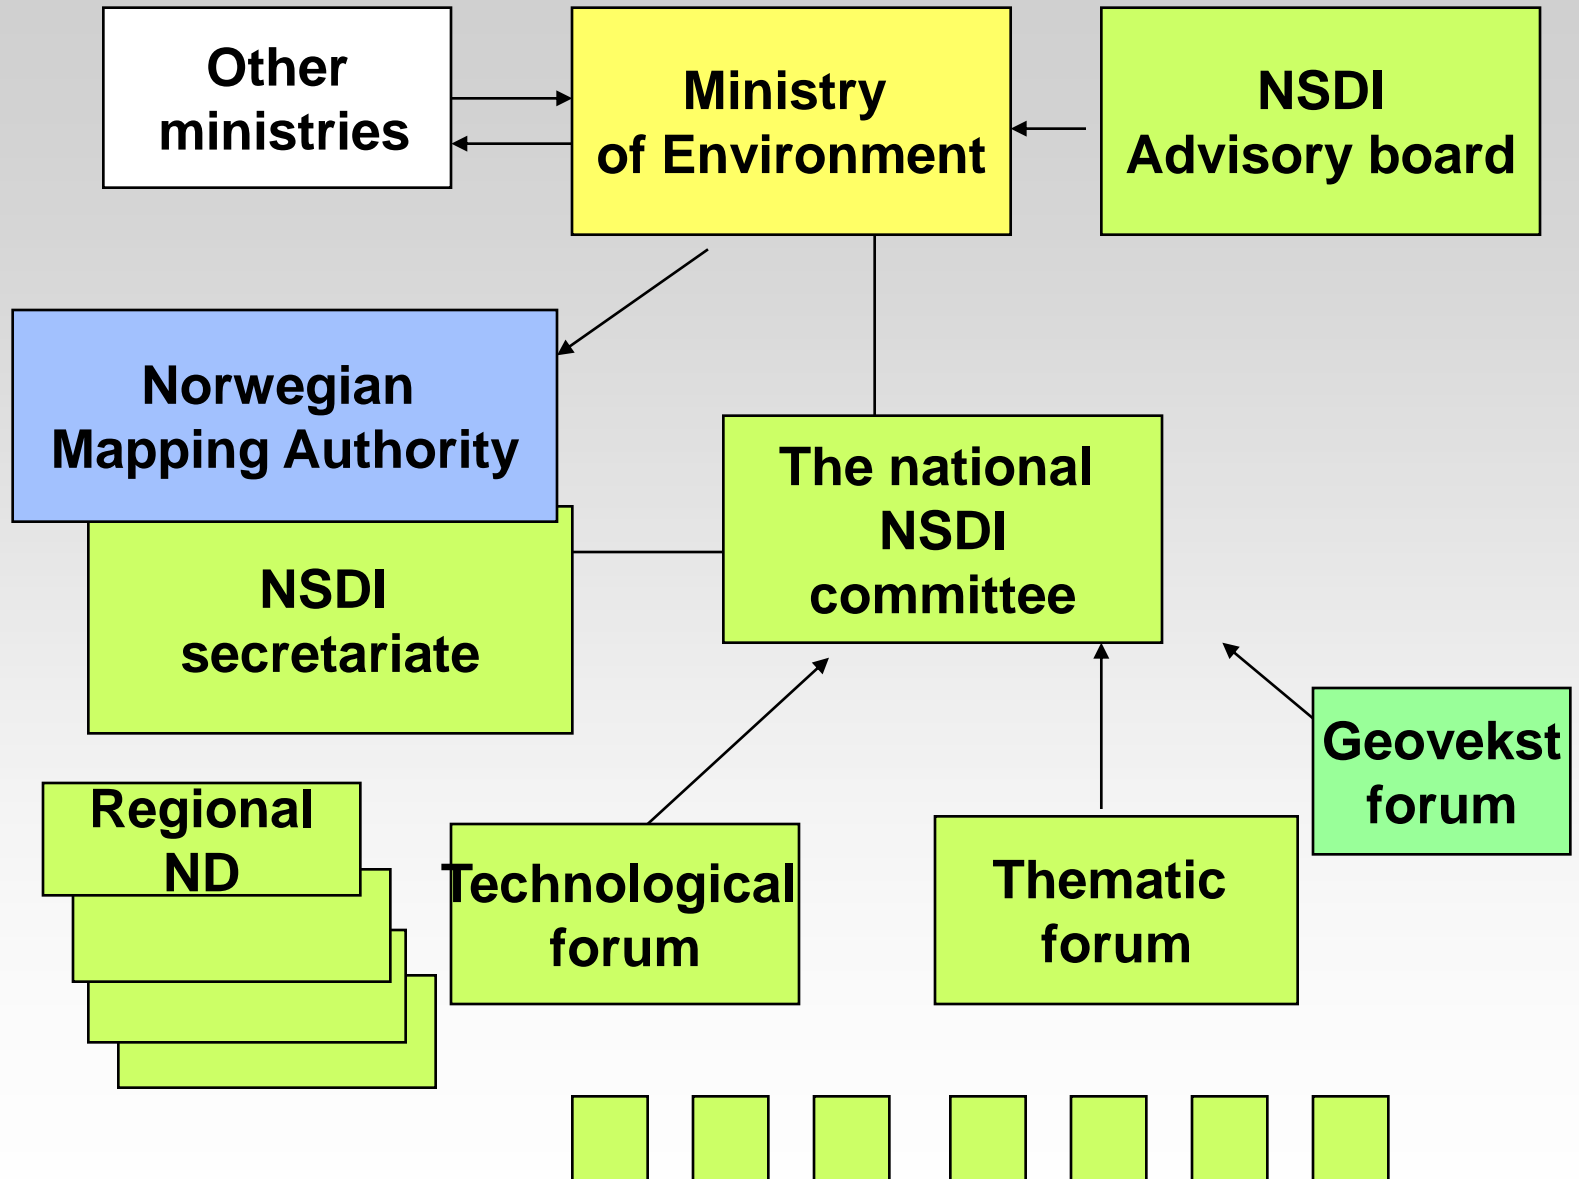 Other
ministries
Ministry
of Environment
NSDI
Advisory board
Norwegian
Mapping Authority
The national
NSDI
committee
NSDI
secretariate
Geovekst
forum
Regional
ND
Technological
forum
Thematic
forum